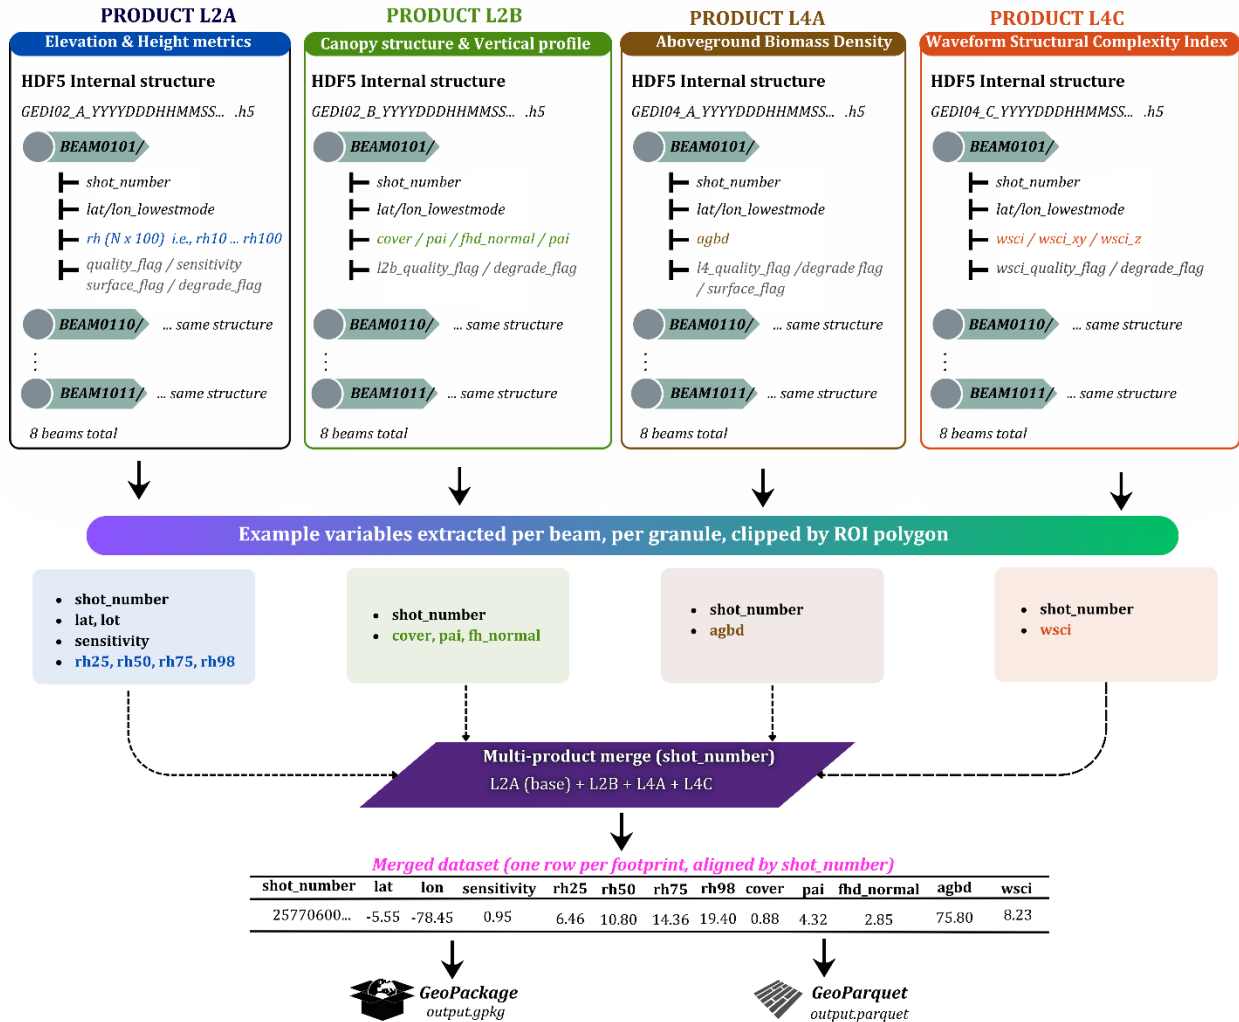 PRODUCT L2A
Elevation & Height metrics
HDF5 Internal structure
GEDI02_A_YYYYDDDHHMMSS... .h5
BEAM0101/
shot_number
lat/lon_lowestmode
rh {N x 100} i.e., rh10 ... rh100
quality_flag / sensitivity
surface_flag / degrade_flag
BEAM0110/ ... same structure
⋮
BEAM1011/ ... same structure
8 beams total
PRODUCT L2B
Canopy structure & Vertical profile
HDF5 Internal structure
GEDI02_B_YYYYDDDHHMMSS... .h5
BEAM0101/
shot_number
lat/lon_lowestmode
cover / pai / fhd_normal / pai
l2b_quality_flag / degrade_flag
BEAM0110/ ... same structure
⋮
BEAM1011/ ... same structure
8 beams total
PRODUCT L4A
Aboveground Biomass Density
HDF5 Internal structure
GEDI04_A_YYYYDDDHHMMSS... .h5
BEAM0101/
shot_number
lat/lon_lowestmode
agbd
l4_quality_flag /degrade flag
/ surface_flag
BEAM0110/ ... same structure
⋮
BEAM1011/ ... same structure
8 beams total
PRODUCT L4C
Waveform Structural Complexity Index
HDF5 Internal structure
GEDI04_C_YYYYDDDHHMMSS... .h5
BEAM0101/
shot_number
lat/lon_lowestmode
wsci / wsci_xy / wsci_z
wsci_quality_flag / degrade_flag
BEAM0110/ ... same structure
⋮
BEAM1011/ ... same structure
8 beams total
Example variables extracted per beam, per granule, clipped by ROI polygon
• shot_number
• lat, lot
• sensitivity
• rh25, rh50, rh75, rh98
• shot_number
• cover, pai, fh_normal
• shot_number
• agbd
• shot_number
• wsci
Multi-product merge (shot_number)
L2A (base) + L2B + L4A + L4C
Merged dataset (one row per footprint, aligned by shot_number)
shot_number lat lon sensitivity rh25 rh50 rh75 rh98 cover pai fhd_normal agbd wsci
25770600... -5.55 -78.45 0.95 6.46 10.80 14.36 19.40 0.88 4.32 2.85 75.80 8.23
GeoPackage
output.gpkg
GeoParquet
output.parquet